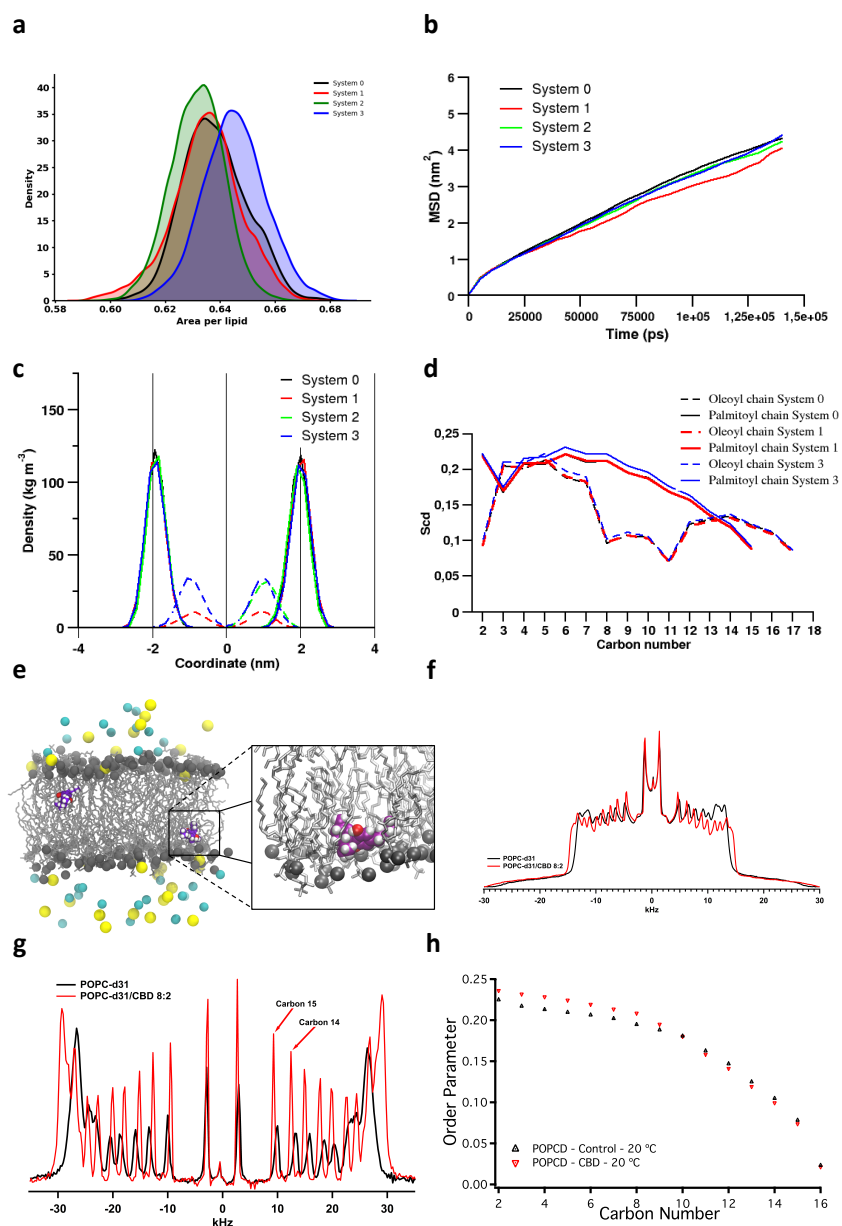 a
40
35
30
25
20
15
10
5
0
0.58
0.60
0.62
0.64
0.66
0.68
Density
Area per lipid
System 0
System 1
System 2
System 3
b
6
5
4
3
2
1
0
MSD (nm2)
0
25000
50000
75000
1e+05
1,25e+05
1,5e+05
Time (ps)
System 0
System 1
System 2
System 3
c
150
100
50
0
Density (kg m-3)
-4
-2
0
2
4
Coordinate (nm)
System 0
System 1
System 2
System 3
d
Oleoyl chain System 0
Palmitoyl chain System 0
Oleoyl chain System 1
Palmitoyl chain System 1
Oleoyl chain System 3
Palmitoyl chain System 3
0,25
0,2
0,15
0,1
0,05
0
Scd
2 3 4 5 6 7 8 9 10 11 12 13 14 15 16 17 18
Carbon number
e
f
POPC-d31
POPC-d31/CBD 8:2
-30
-20
-10
0
10
20
30
kHz
g
POPC-d31
POPC-d31/CBD 8:2
Carbon 15
Carbon 14
-30
-20
-10
0
10
20
30
kHz
h
0.25
0.20
0.15
0.10
0.05
0.00
Order Parameter
POPCD - Control - 20 ºC
POPCD - CBD - 20 ºC
2
4
6
8
10
12
14
16
Carbon Number